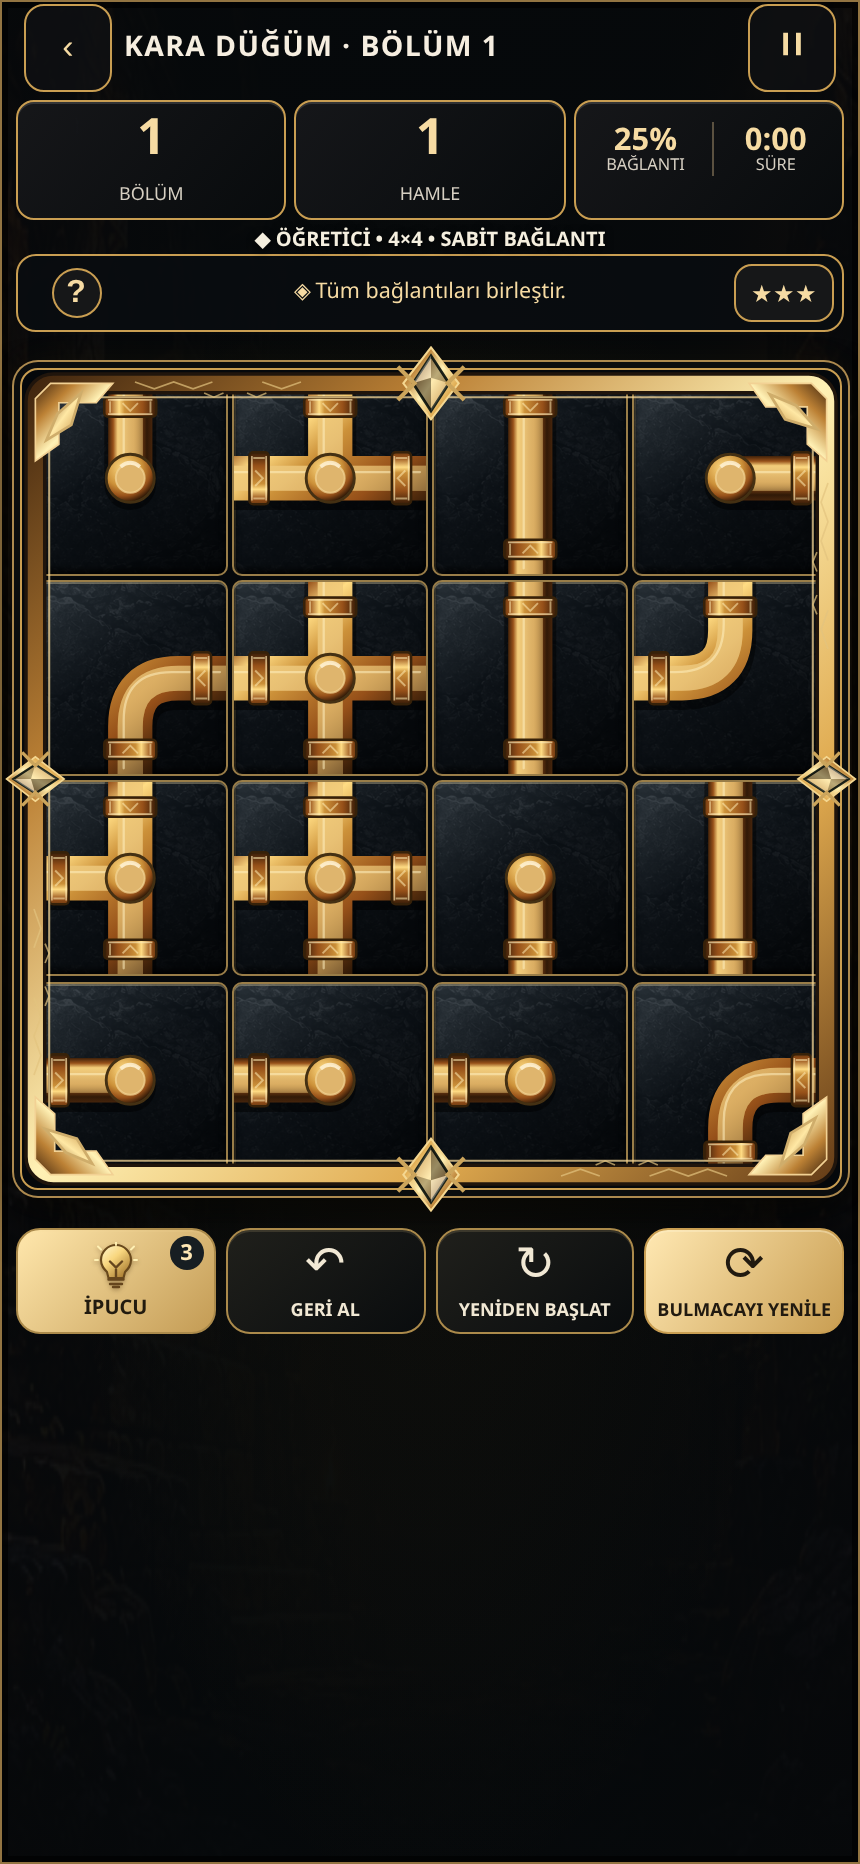 ‹ KARA DÜĞÜM · BÖLÜM 1
1
BÖLÜM
1
HAMLE
25%
BAĞLANTI
0:00
SÜRE
◆ ÖĞRETİCİ • 4×4 • SABİT BAĞLANTI
?
◈ Tüm bağlantıları birleştir.
★★★
3
İPUCU
GERİ AL
YENİDEN BAŞLAT
BULMACAYI YENİLE